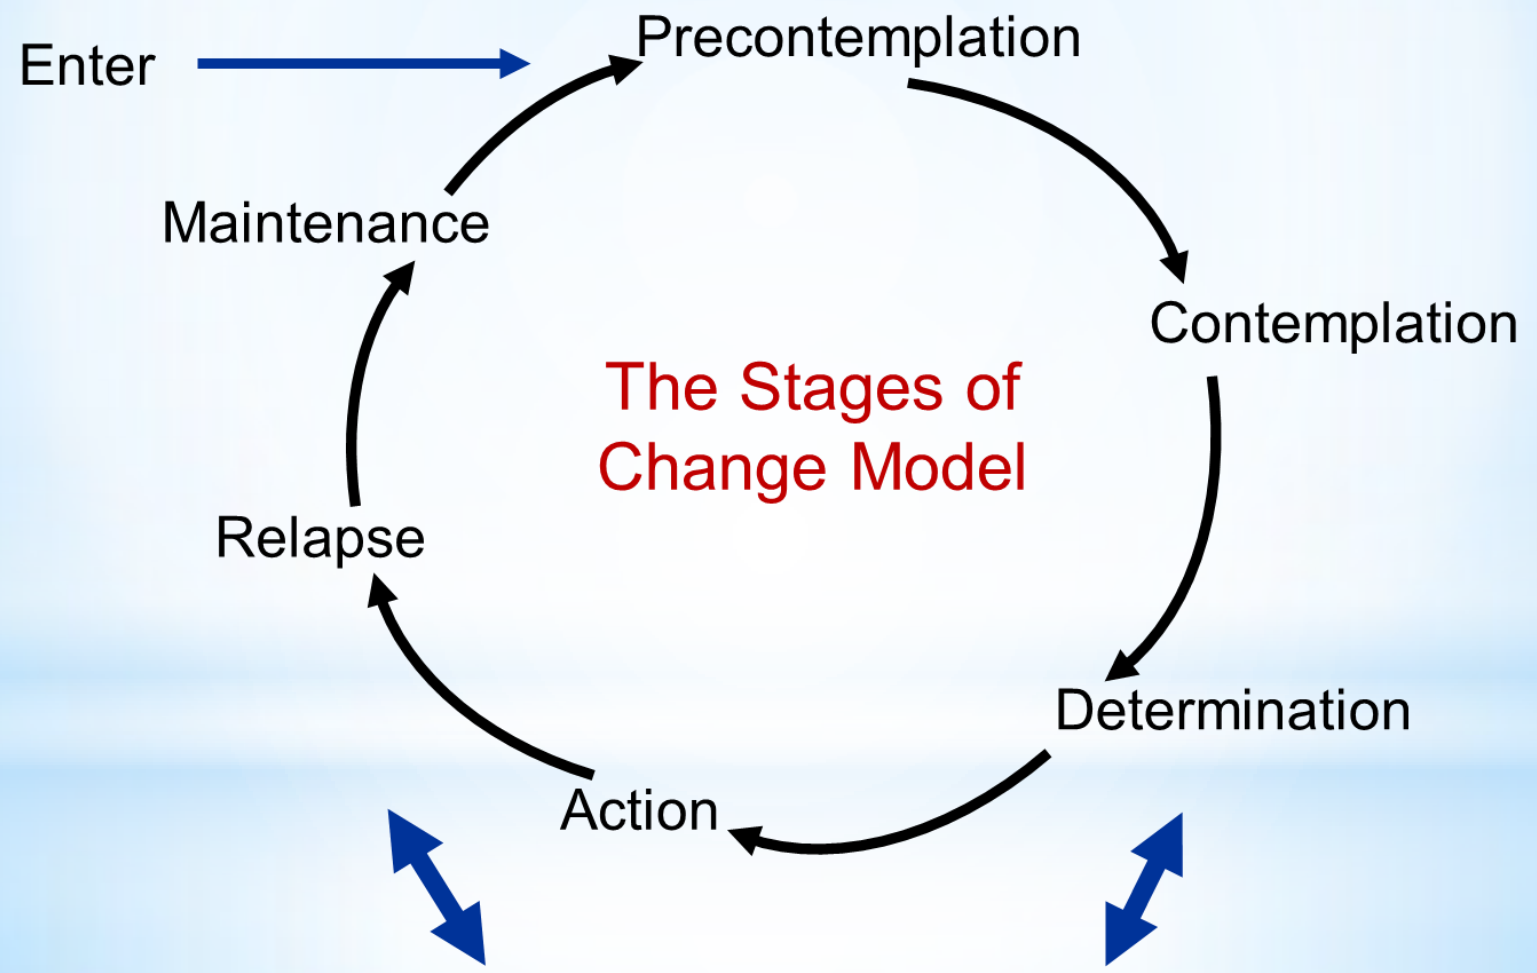 Enter
Precontemplation
Maintenance
Contemplation
The Stages of
Change Model
Relapse
Determination
Action